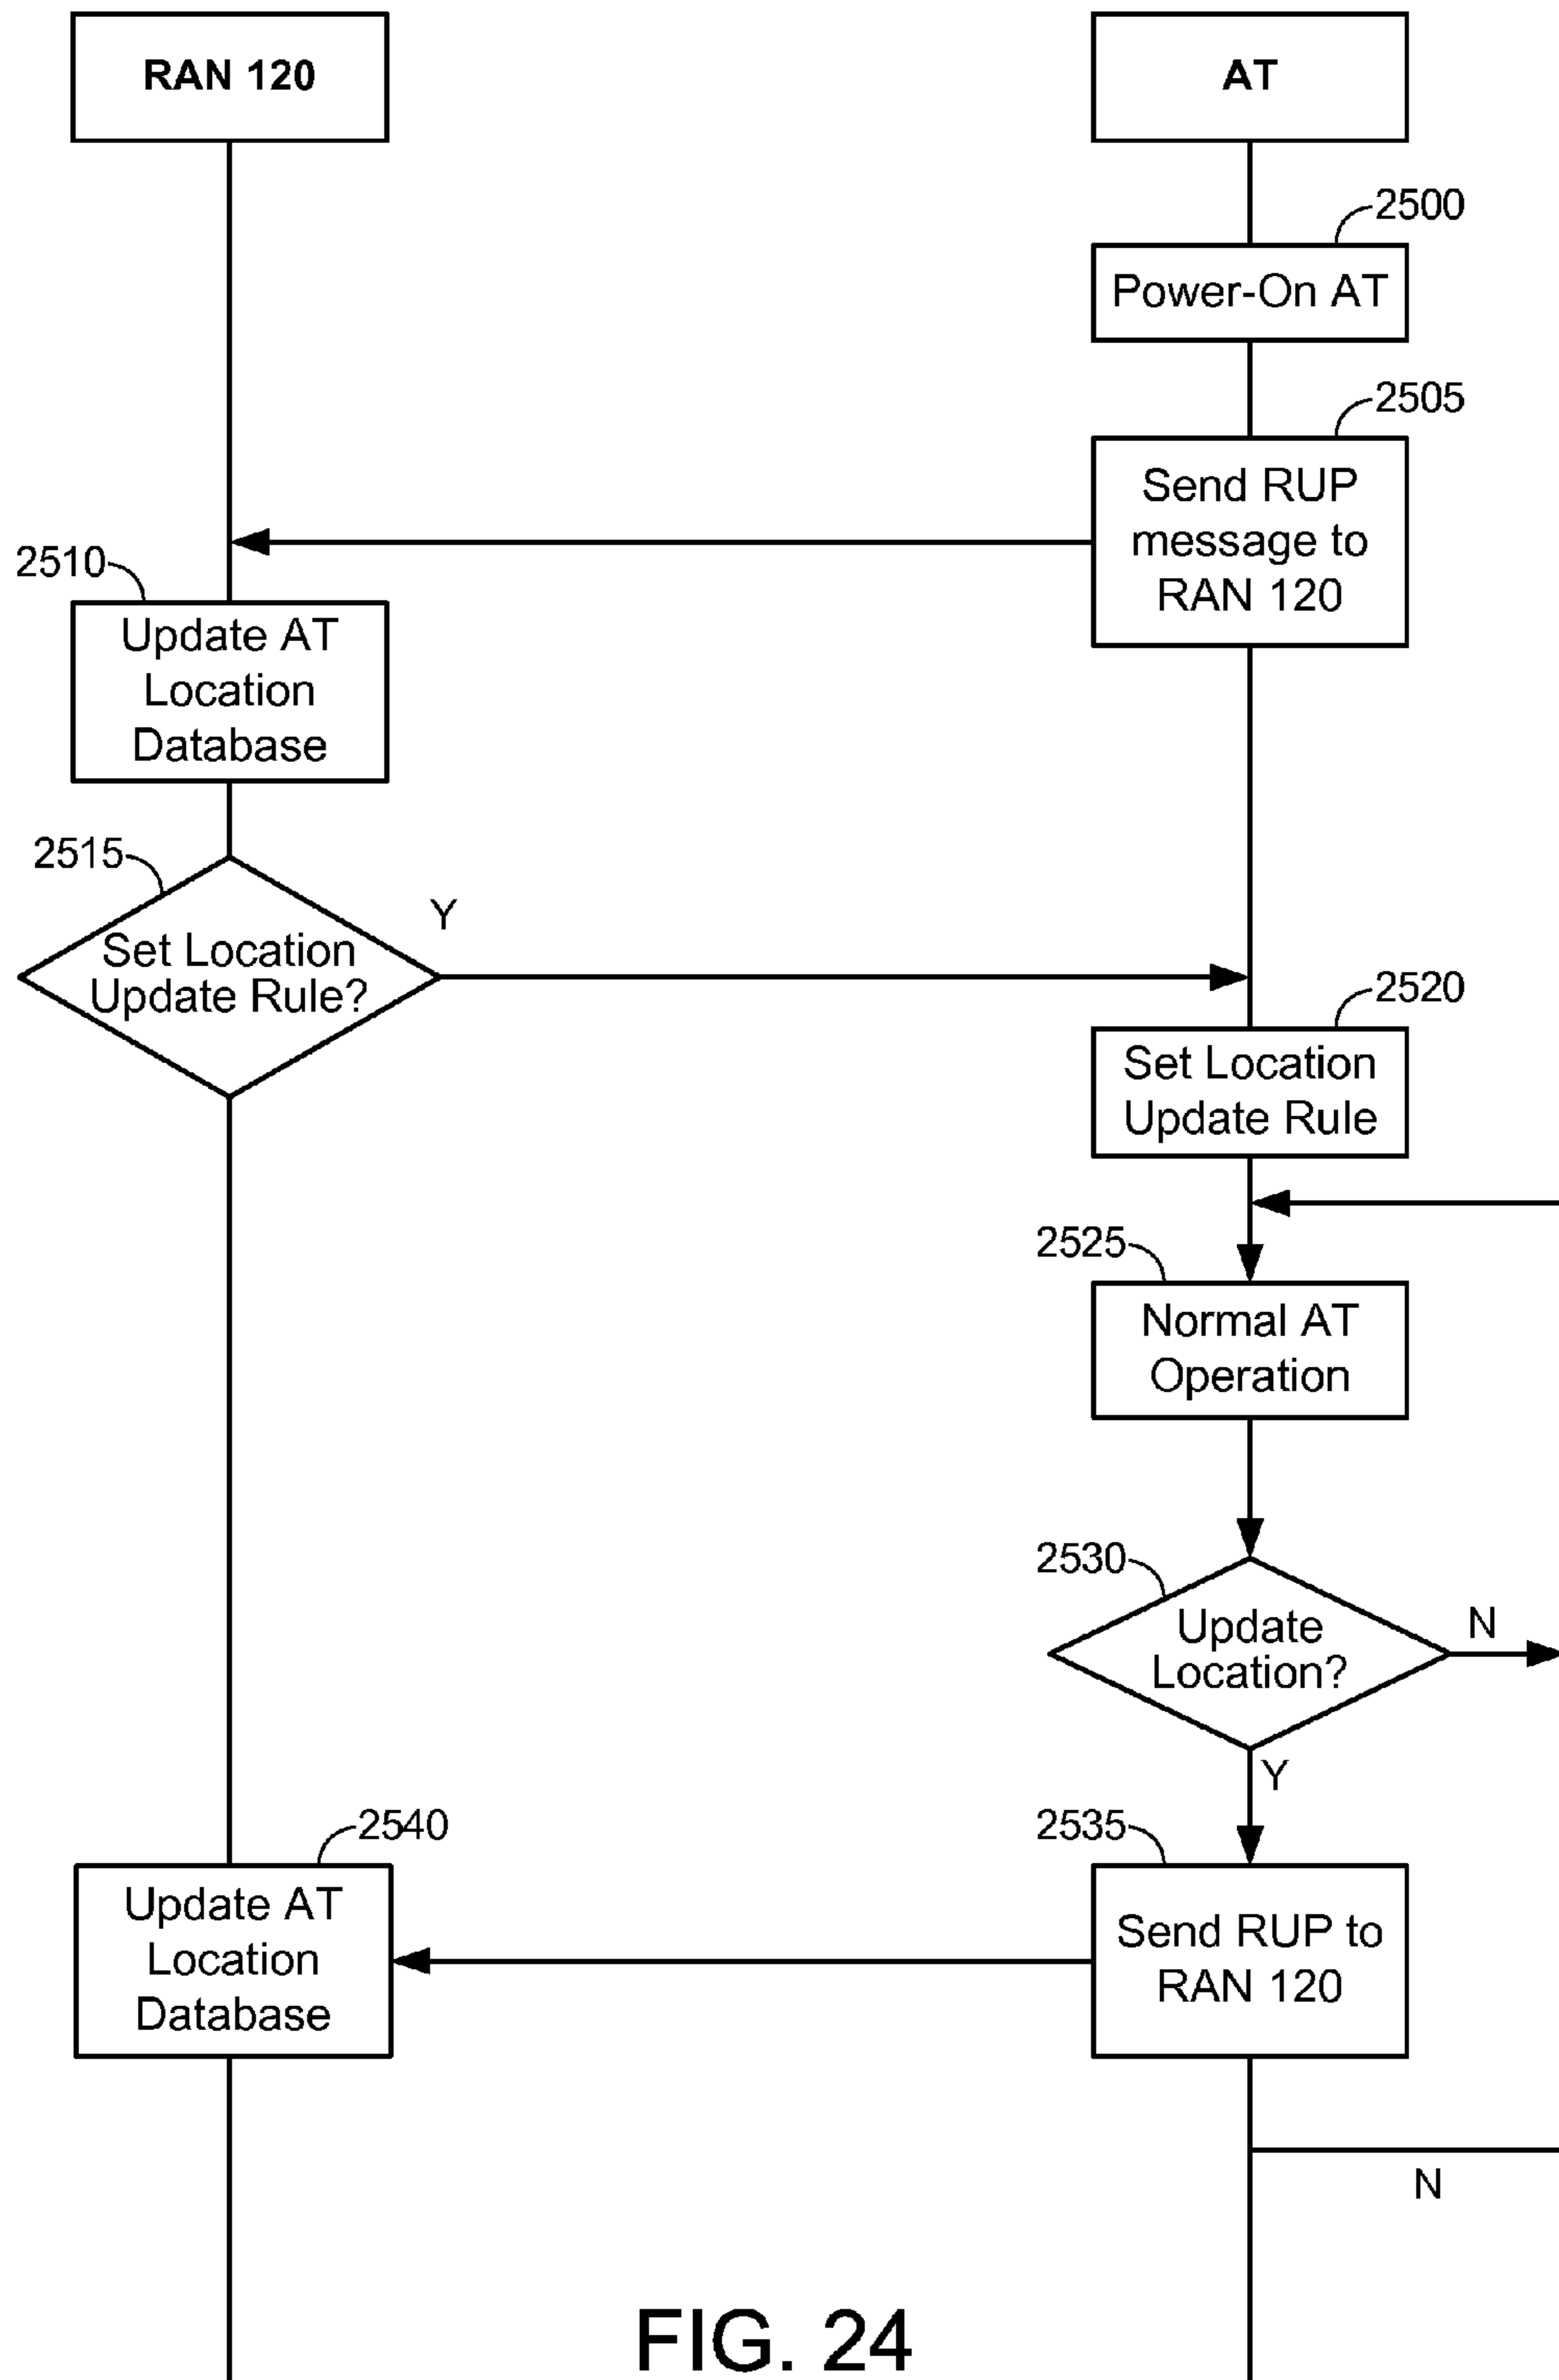 RAN 120
AT
2500
Power-On AT
2505
Send RUP
message to
RAN 120
2510
Update AT
Location
Database
2515
Set Location
Update Rule?
Y
2520
Set Location
Update Rule
2525
Normal AT
Operation
2530
Update
Location?
N
Y
2540
Update AT
Location
Database
2535
Send RUP to
RAN 120
N
FIG. 24